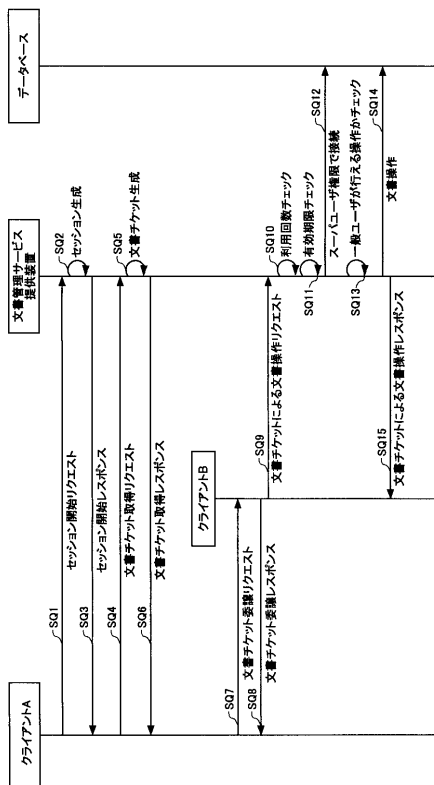 クライアントA
クライアントB
文書管理サービス
提供装置
データベース
SQ1
セッション開始リクエスト
SQ2
セッション生成
SQ3
セッション開始レスポンス
SQ4
文書チケット取得リクエスト
SQ5
文書チケット生成
SQ6
文書チケット取得レスポンス
SQ7
文書チケット委譲リクエスト
SQ8
文書チケット委譲レスポンス
SQ9
文書チケットによる文書操作リクエスト
SQ10
利用回数チェック
SQ11
有効期限チェック
SQ12
スーパユーザ権限で接続
SQ13
一般ユーザが行える操作かチェック
SQ14
文書操作
SQ15
文書チケットによる文書操作レスポンス